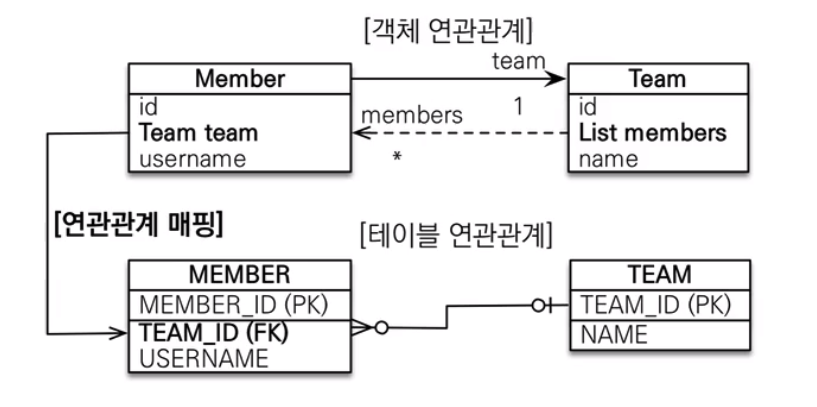 [객체 연관관계]
team
Member
id
Team team
username
members
1
*
Team
id
List members
name
[연관관계 매핑]
[테이블 연관관계]
MEMBER
MEMBER_ID (PK)
TEAM_ID (FK)
USERNAME
TEAM
TEAM_ID (PK)
NAME